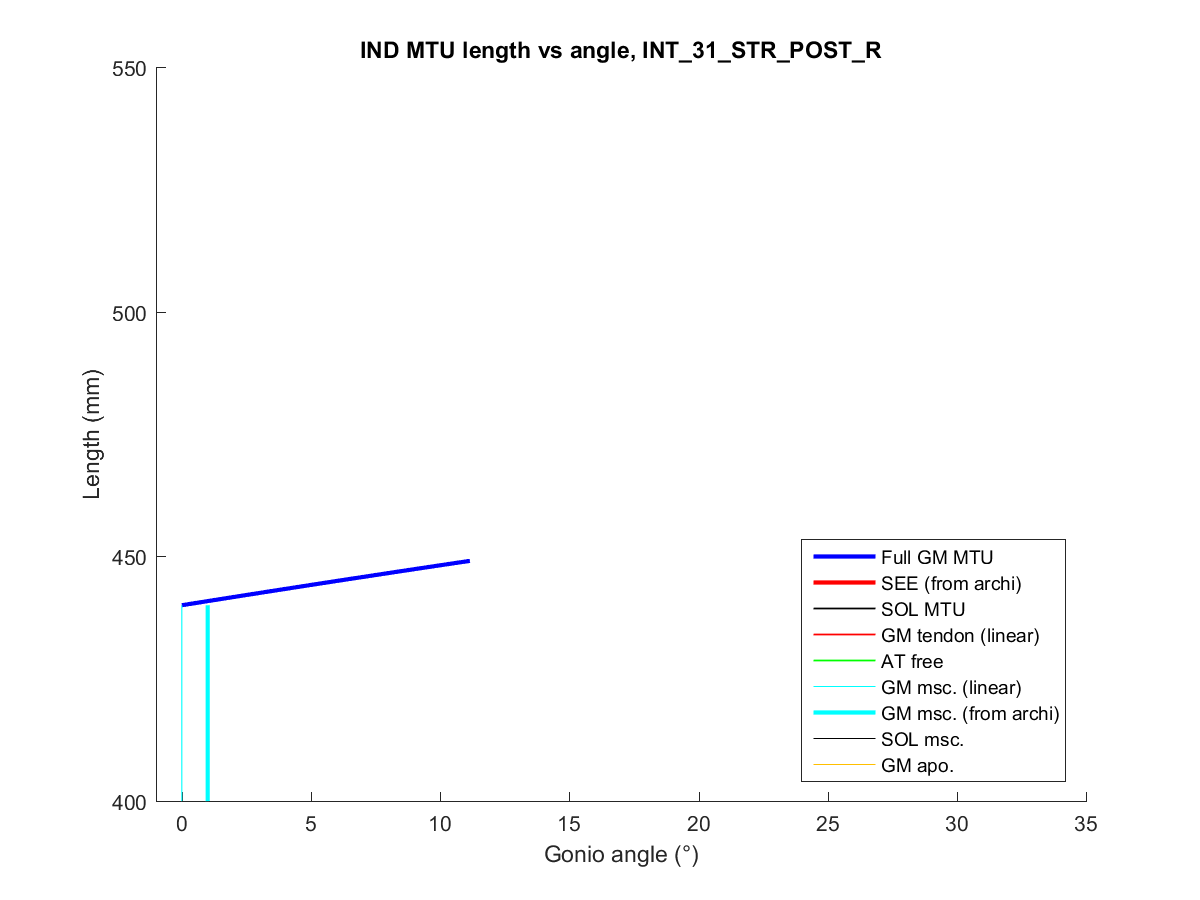 IND MTU length vs angle, INT_31_STR_POST_R
550
500
450
400
Length (mm)
0 5 10 15 20 25 30 35
Gonio angle (°)
Full GM MTU
SEE (from archi)
SOL MTU
GM tendon (linear)
AT free
GM msc. (linear)
GM msc. (from archi)
SOL msc.
GM apo.